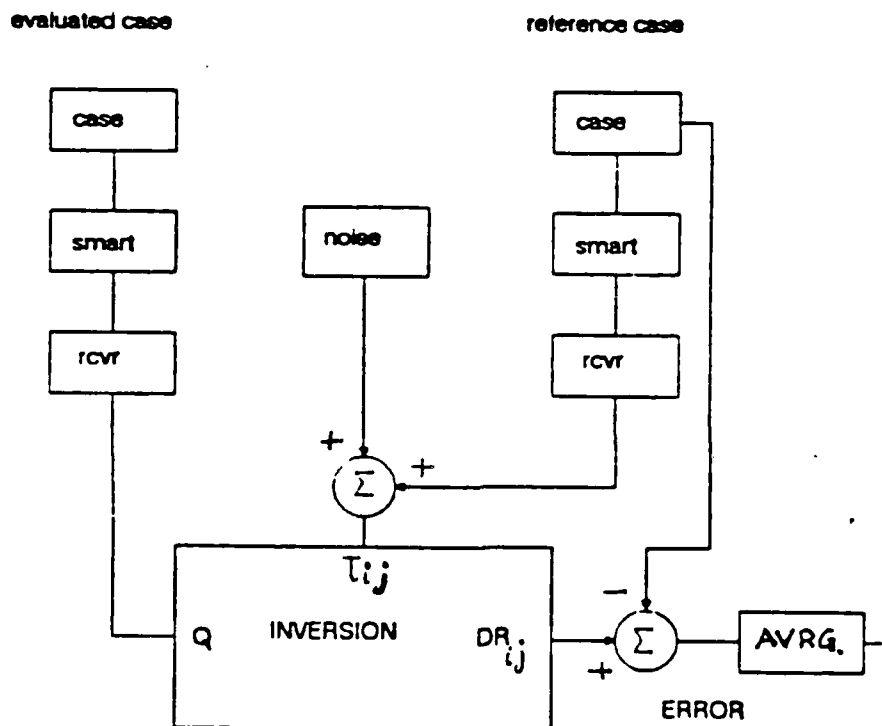 evaluated case
reference case
case
case
smart
noise
smart
rcvr
rcvr
+
+
Σ
Tij
−
Q
INVERSION
DRij
+
Σ
AVRG.
ERROR